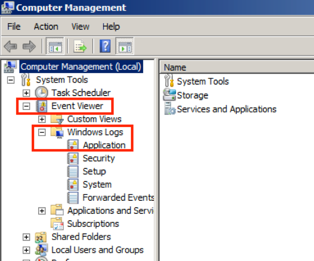 Computer Management
File Action View Help
Computer Management (Local)
System Tools
Task Scheduler
Event Viewer
Custom Views
Windows Logs
Application
Security
Setup
System
Forwarded Events
Applications and Servi
Subscriptions
Shared Folders
Local Users and Groups
Name
System Tools
Storage
Services and Applications